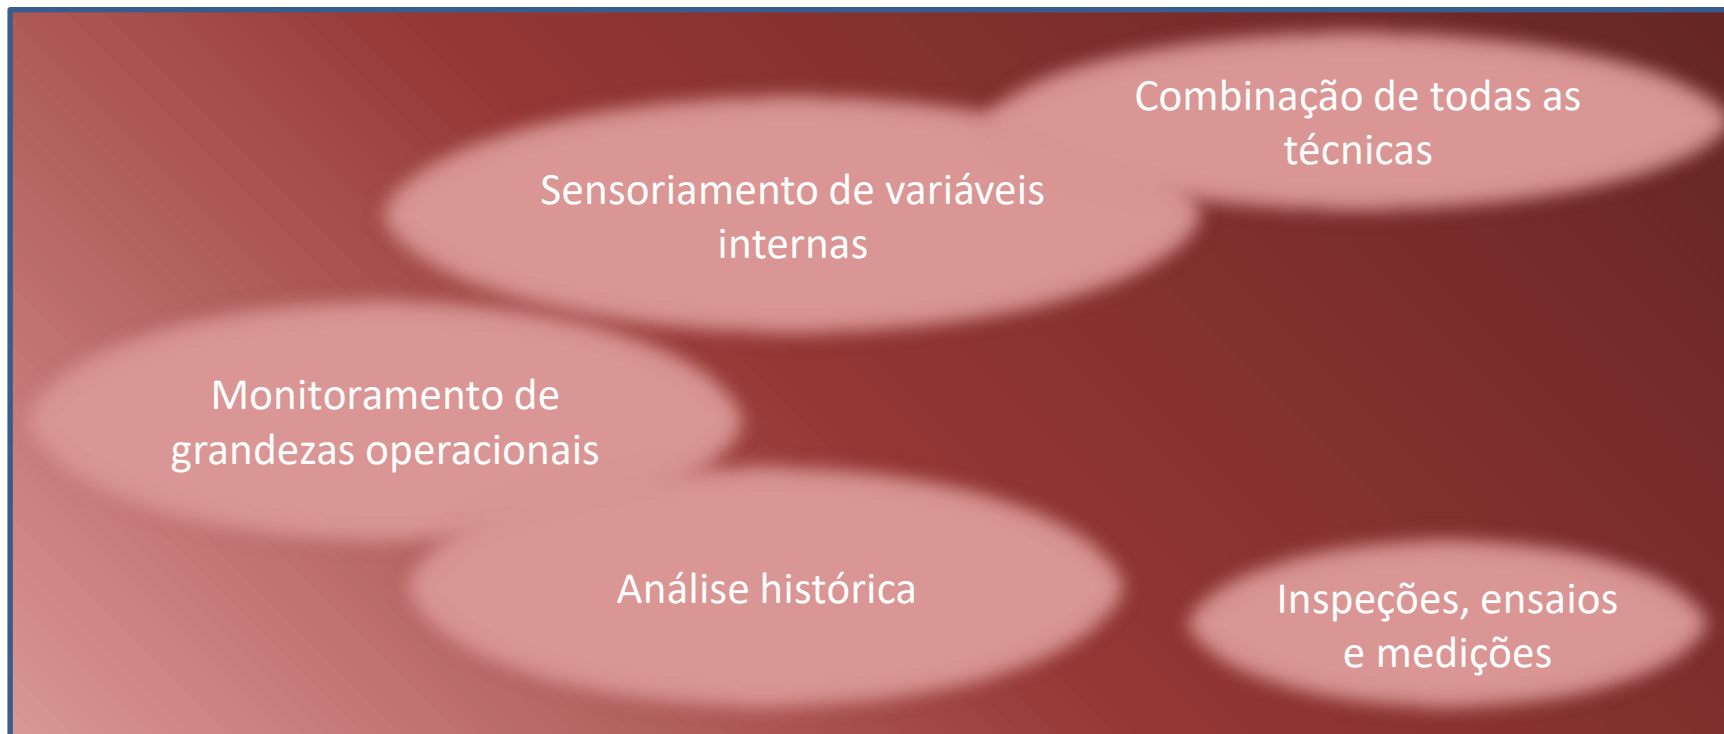 Combinação de todas as
técnicas
Sensoriamento de variáveis
internas
Monitoramento de
grandezas operacionais
Análise histórica
Inspeções, ensaios
e medições